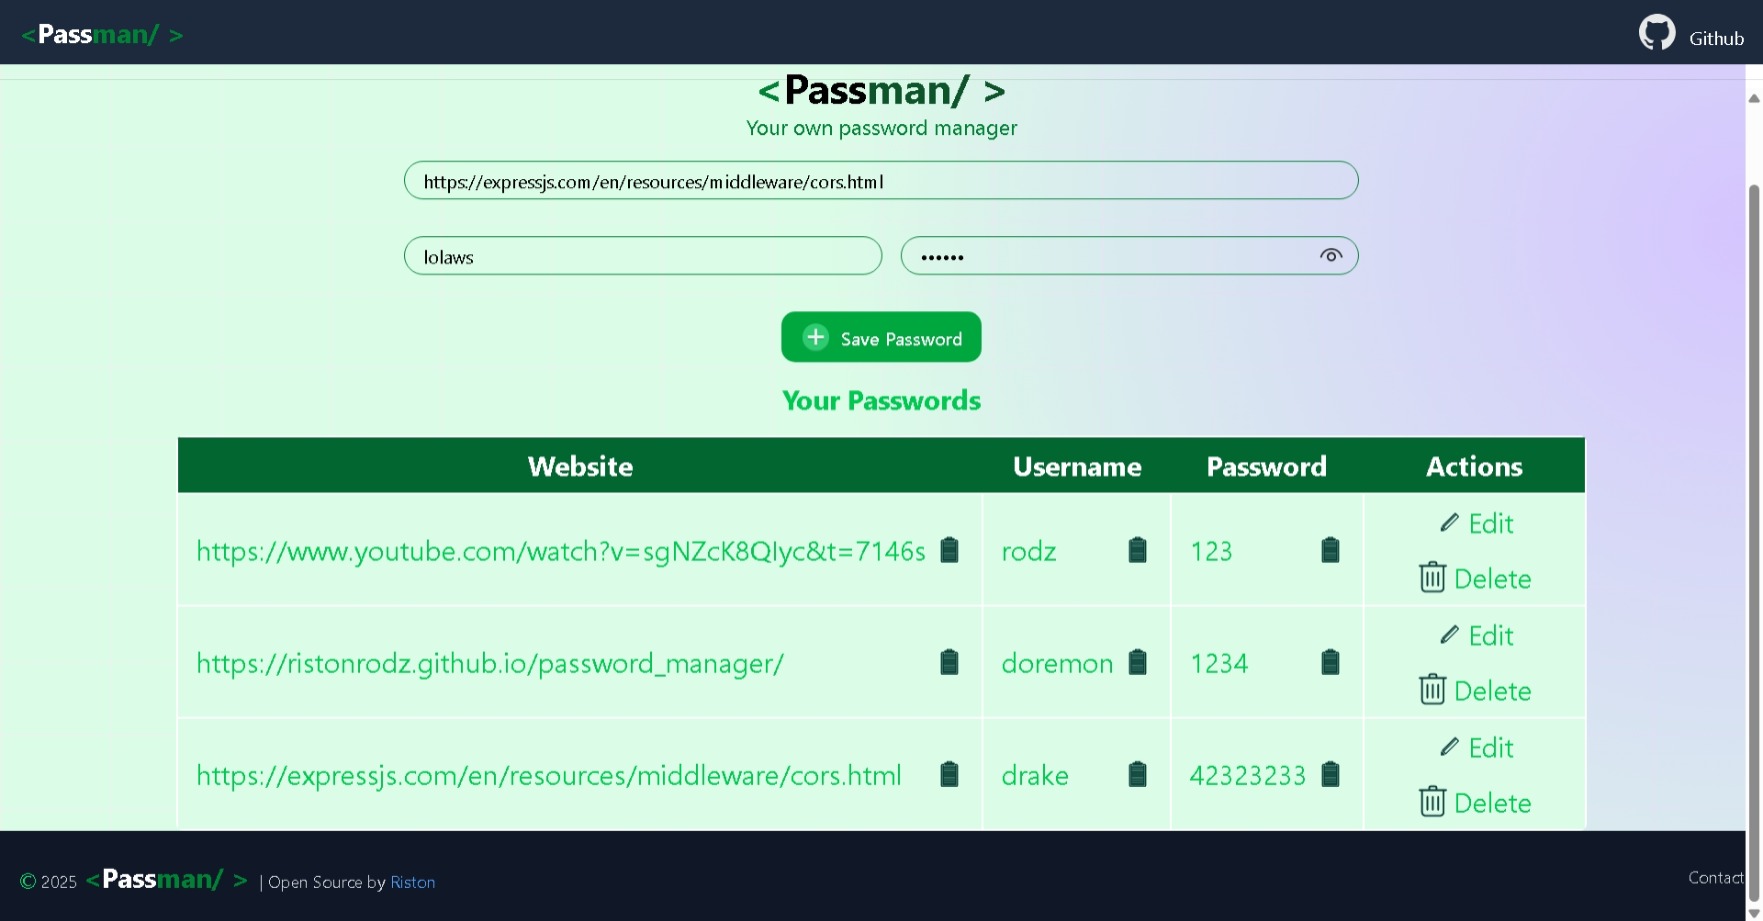 <Passman/ >
Github
<Passman/ >
Your own password manager
https://expressjs.com/en/resources/middleware/cors.html
lolaws
••••••
Save Password
Your Passwords
Website Username Password Actions
https://www.youtube.com/watch?v=sgNZcK8QIyc&t=7146s rodz 123 Edit
Delete
https://ristonrodz.github.io/password_manager/ doremon 1234 Edit
Delete
https://expressjs.com/en/resources/middleware/cors.html drake 42323233 Edit
Delete
© 2025 <Passman/ > | Open Source by Riston
Contact